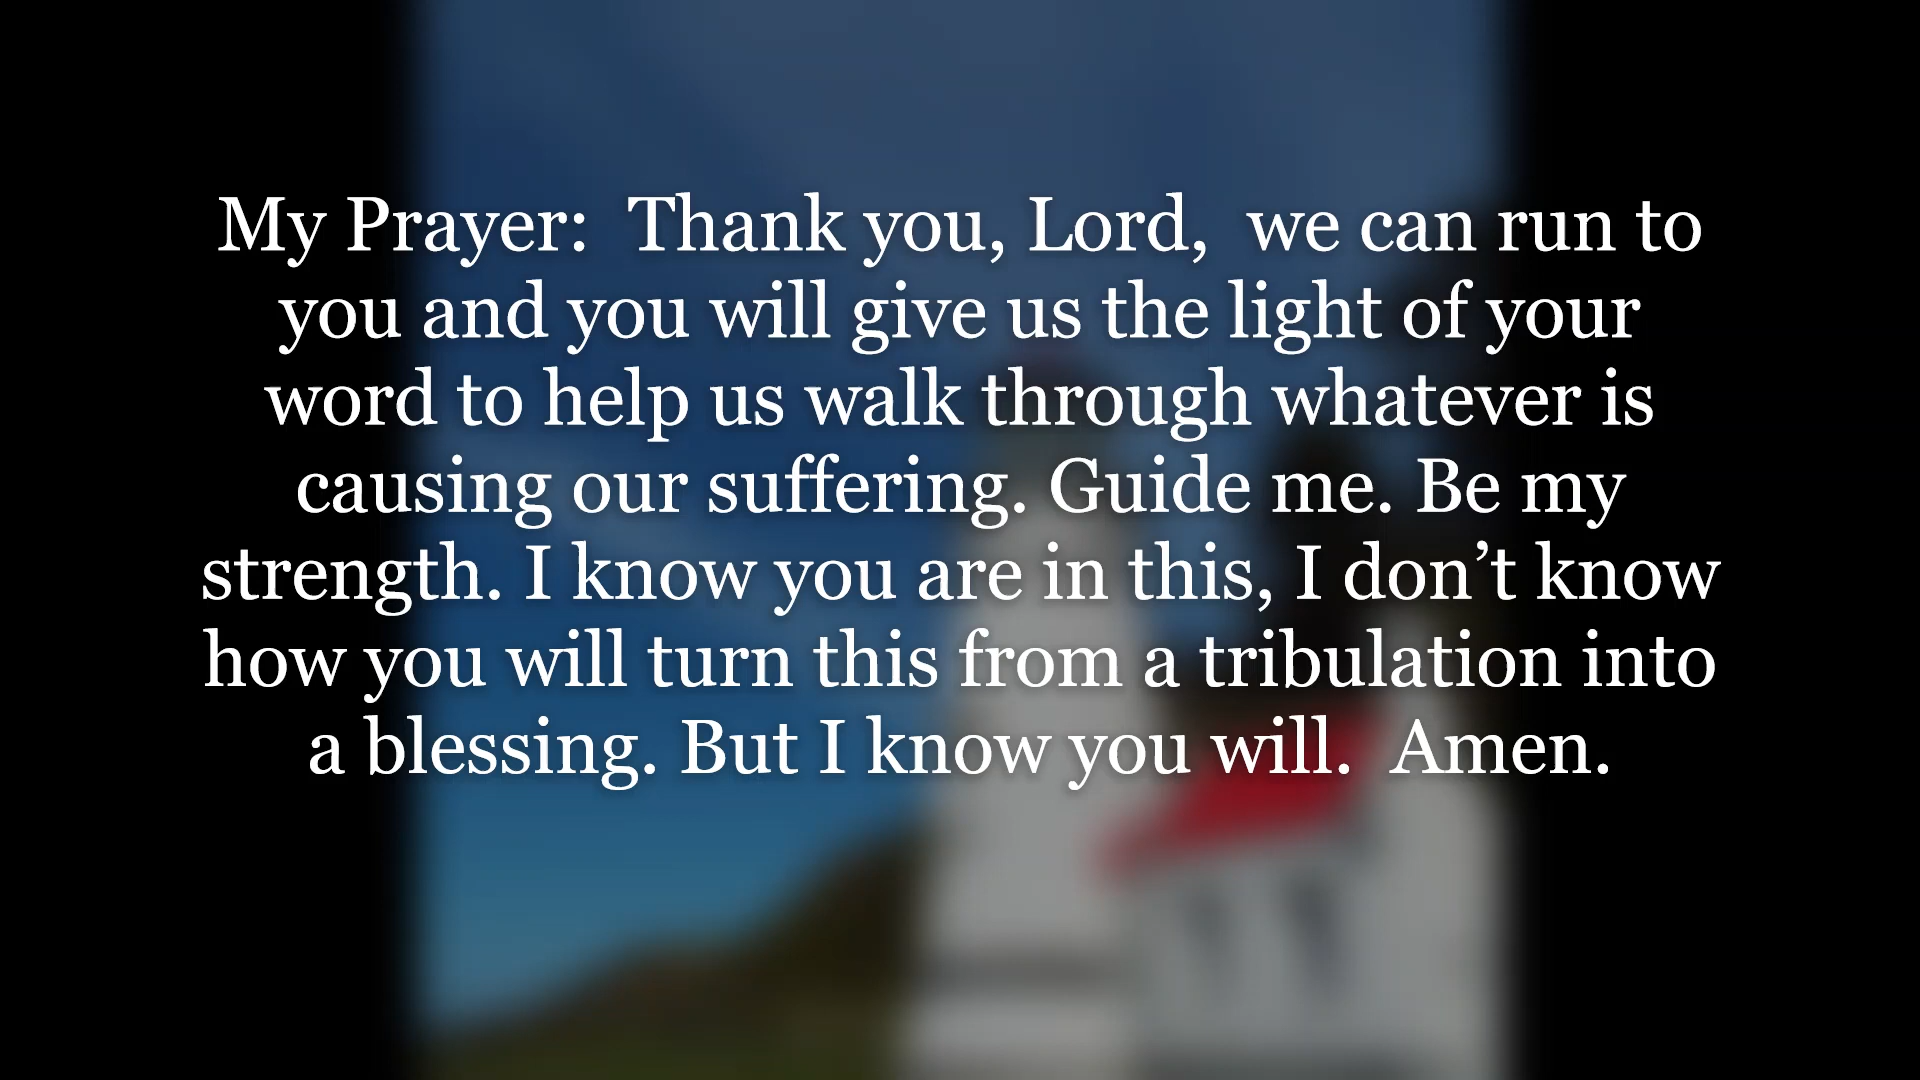 My Prayer:  Thank you, Lord,  we can run to
you and you will give us the light of your
word to help us walk through whatever is
causing our suffering. Guide me. Be my
strength. I know you are in this, I don’t know
how you will turn this from a tribulation into
a blessing. But I know you will.  Amen.